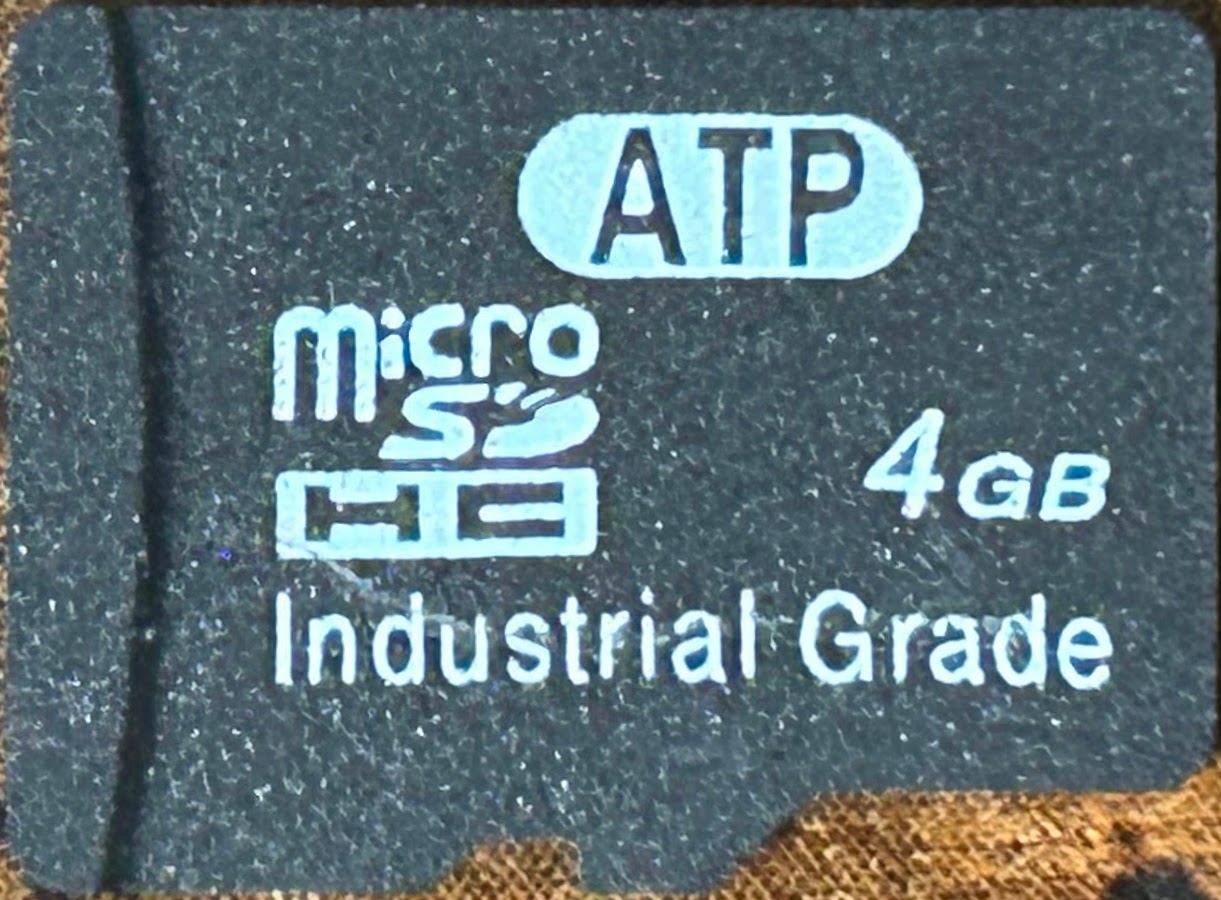 ATP
micro
SD
HC
4GB
Industrial Grade